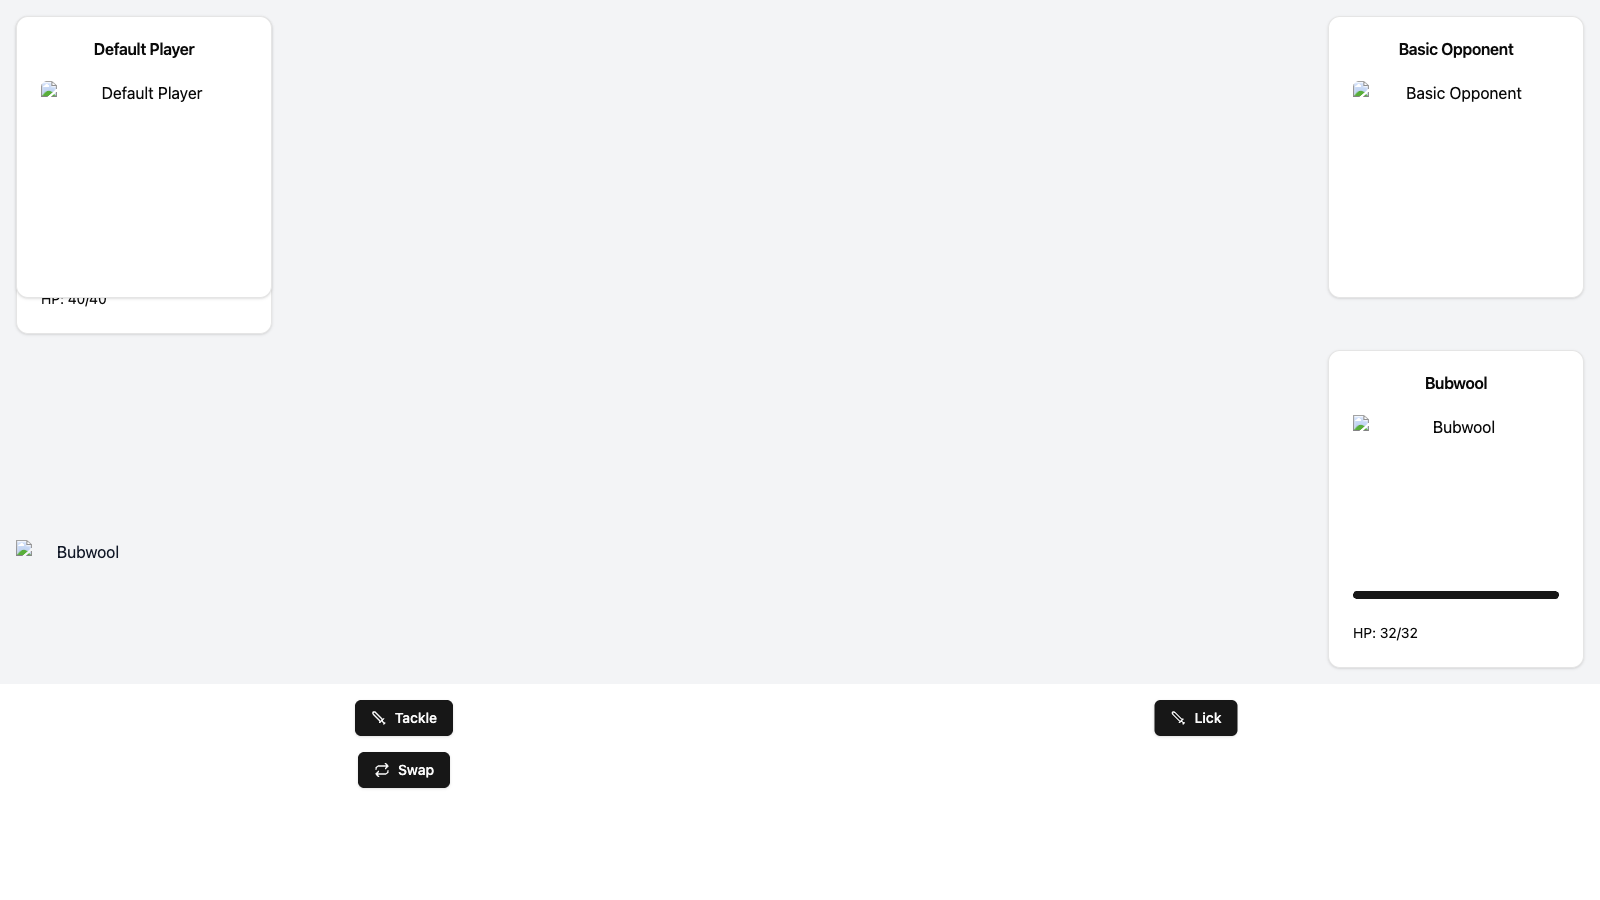 Default Player
Default Player
HP: 40/40
Bubwool
Basic Opponent
Basic Opponent
Bubwool
Bubwool
HP: 32/32
Tackle
Lick
Swap